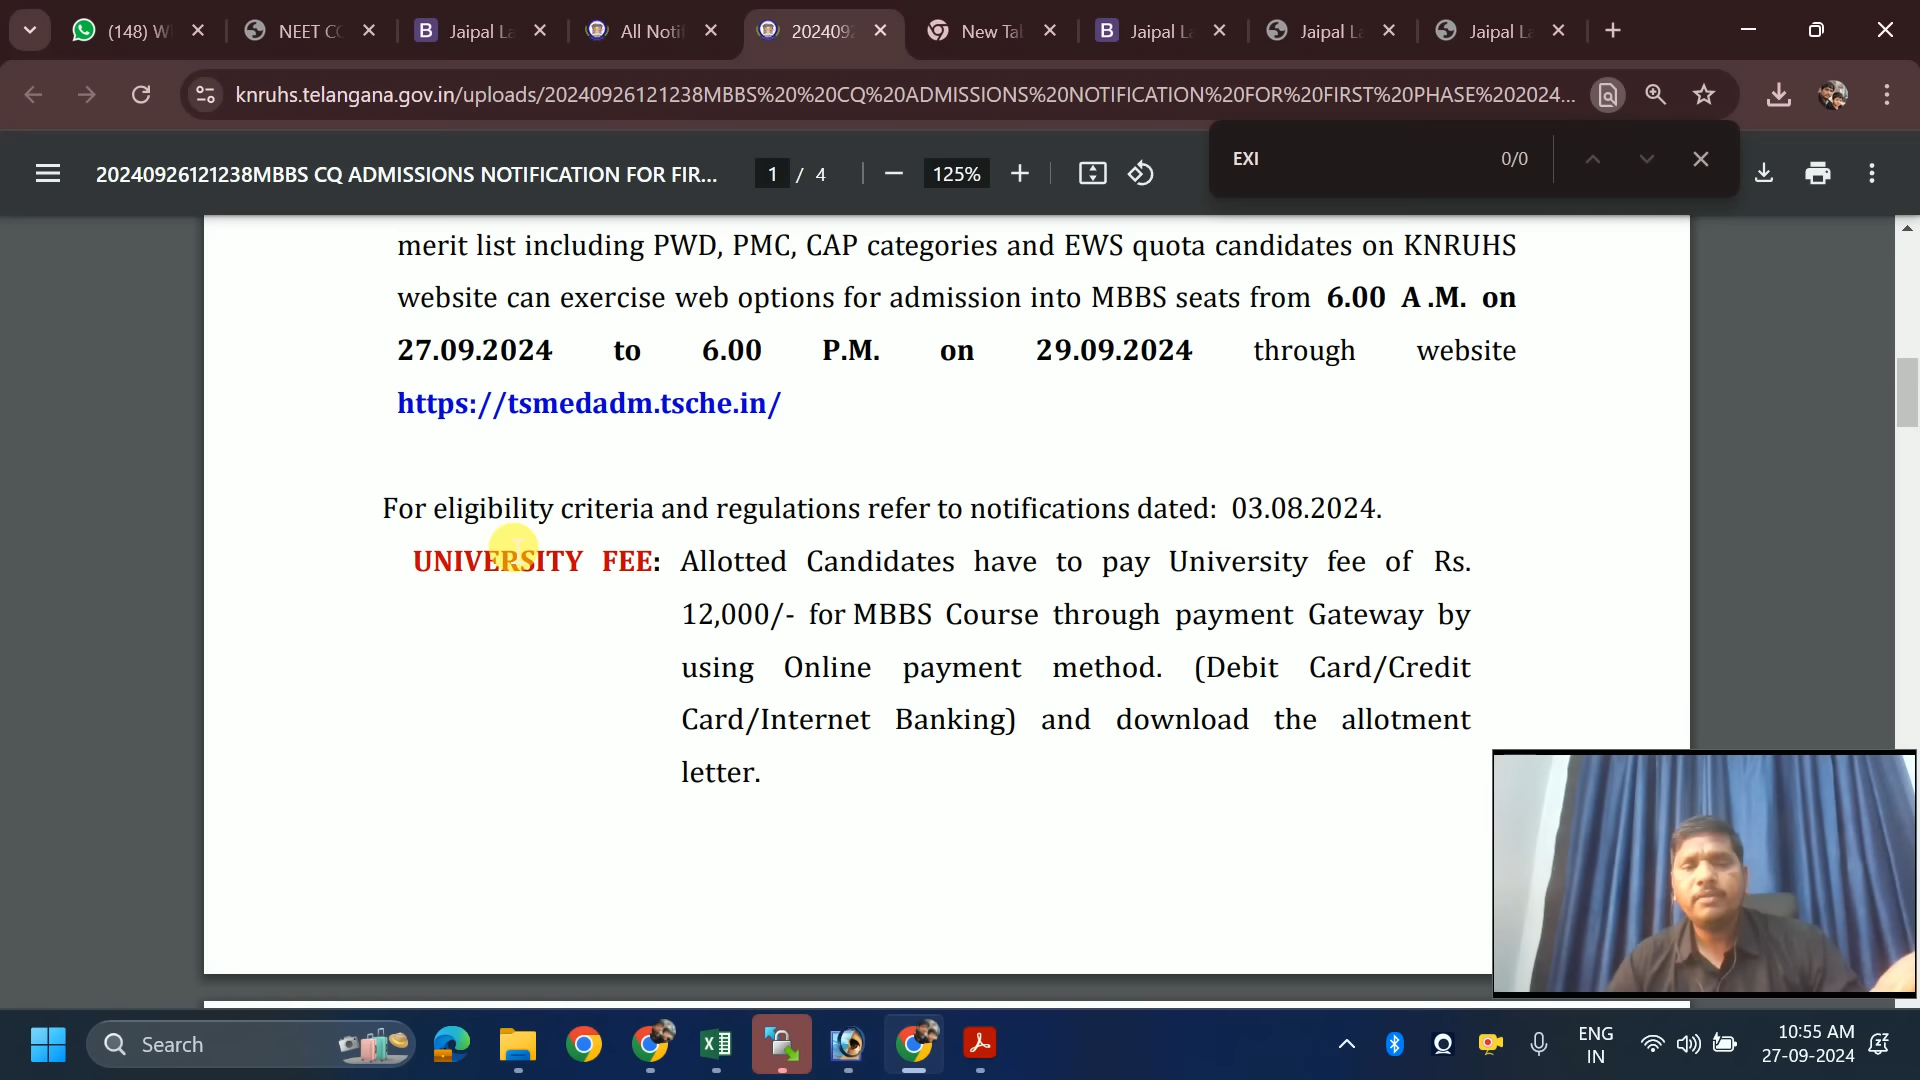 (148) W
NEET CQ
Jaipal La
All Notif
2024092
New Tab
Jaipal La
Jaipal La
Jaipal La
knruhs.telangana.gov.in/uploads/20240926121238MBBS%20%20CQ%20ADMISSIONS%20NOTIFICATION%20FOR%20FIRST%20PHASE%202024...
EXI 0/0
20240926121238MBBS CQ ADMISSIONS NOTIFICATION FOR FIR... 1 / 4 125%
merit list including PWD, PMC, CAP categories and EWS quota candidates on KNRUHS
website can exercise web options for admission into MBBS seats from 6.00 A .M. on
27.09.2024 to 6.00 P.M. on 29.09.2024 through website
https://tsmedadm.tsche.in/
For eligibility criteria and regulations refer to notifications dated: 03.08.2024.
UNIVERSITY FEE: Allotted Candidates have to pay University fee of Rs.
12,000/- for MBBS Course through payment Gateway by
using Online payment method. (Debit Card/Credit
Card/Internet Banking) and download the allotment
letter.
Search
ENG
IN
10:55 AM
27-09-2024